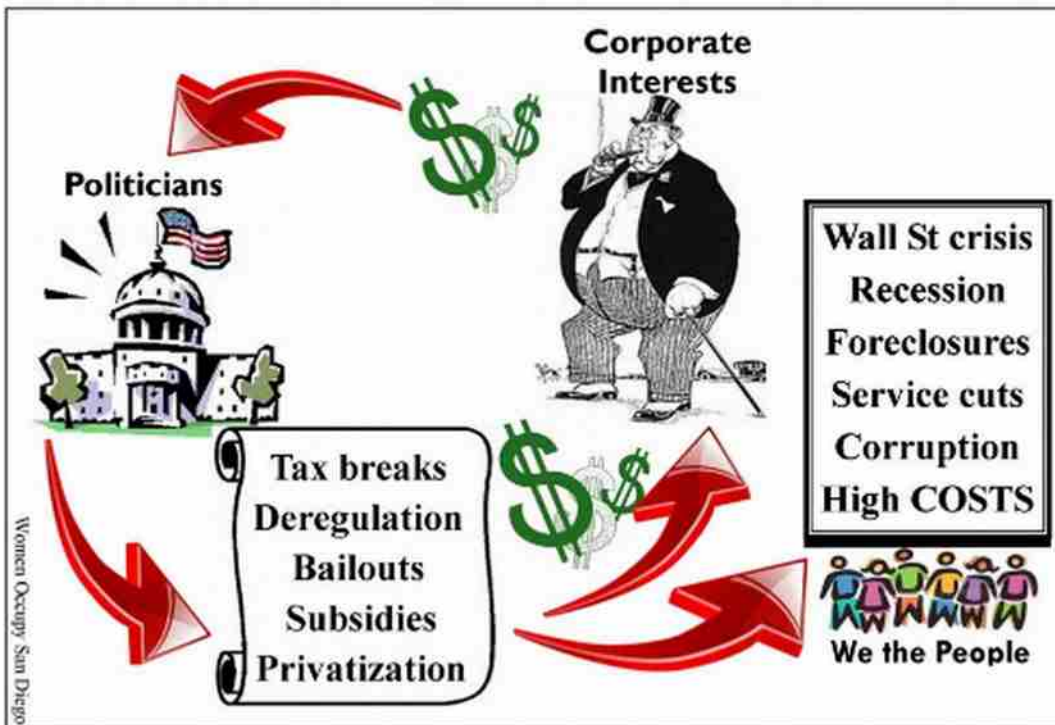 Corporate
Interests
Politicians
Wall St crisis
Recession
Foreclosures
Service cuts
Corruption
High COSTS
Tax breaks
Deregulation
Bailouts
Subsidies
Privatization
We the People
Women Occupy San Diego